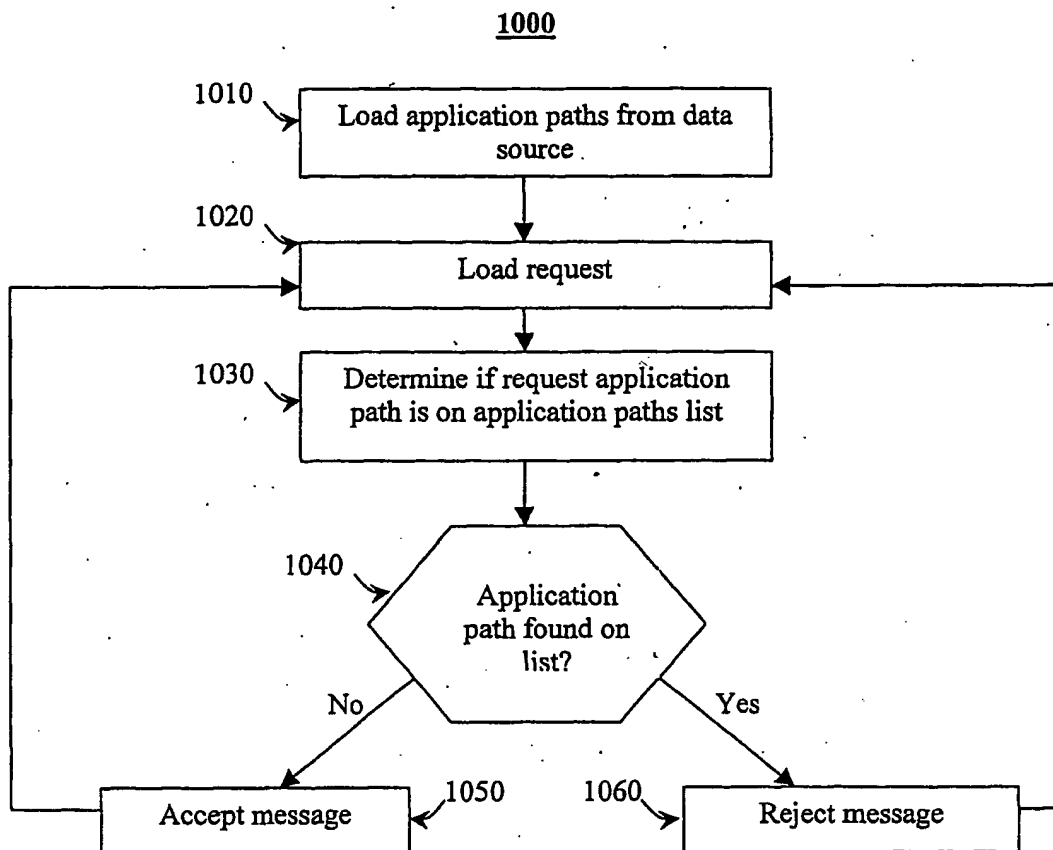 1000
1010
Load application paths from data
source
1020
Load request
1030
Determine if request application
path is on application paths list
1040
Application
path found on
list?
No
Yes
Accept message
1050
1060
Reject message